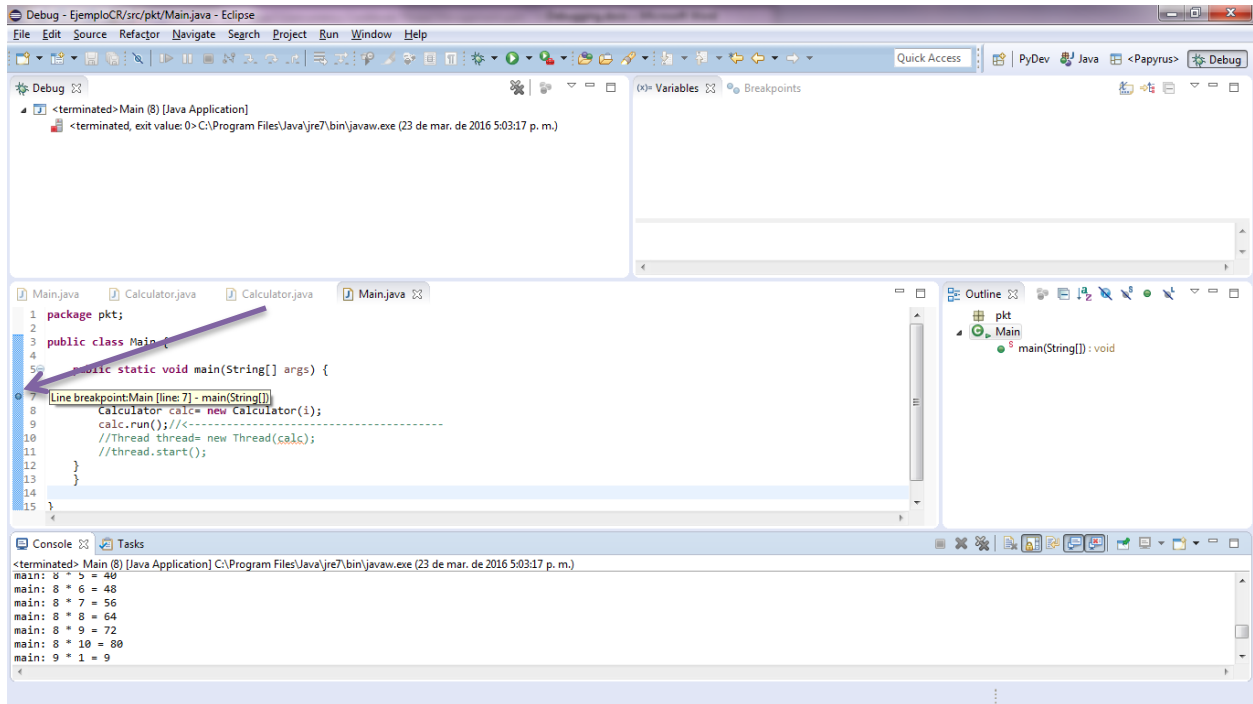 Debug - EjemploCR/src/pkt/Main.java - Eclipse
File Edit Source Refactor Navigate Search Project Run Window Help
Quick Access PyDev Java <Papyrus> Debug
Debug
<terminated>Main (8) [Java Application]
<terminated, exit value: 0>C:\Program Files\Java\jre7\bin\javaw.exe (23 de mar. de 2016 5:03:17 p. m.)
(x)= Variables Breakpoints
Main.java Calculator.java Calculator.java Main.java
1 package pkt;
2
3 public class Main {
4
5 public static void main(String[] args) {
7 Line breakpoint:Main [line: 7] - main(String[])
8 Calculator calc= new Calculator(i);
9 calc.run();//<----------------------------------------
10 //Thread thread= new Thread(calc);
11 //thread.start();
12 }
13 }
14
15 }
Outline
pkt
Main
S main(String[]) : void
Console Tasks
<terminated> Main (8) [Java Application] C:\Program Files\Java\jre7\bin\javaw.exe (23 de mar. de 2016 5:03:17 p. m.)
main: 8 * 5 = 40
main: 8 * 6 = 48
main: 8 * 7 = 56
main: 8 * 8 = 64
main: 8 * 9 = 72
main: 8 * 10 = 80
main: 9 * 1 = 9